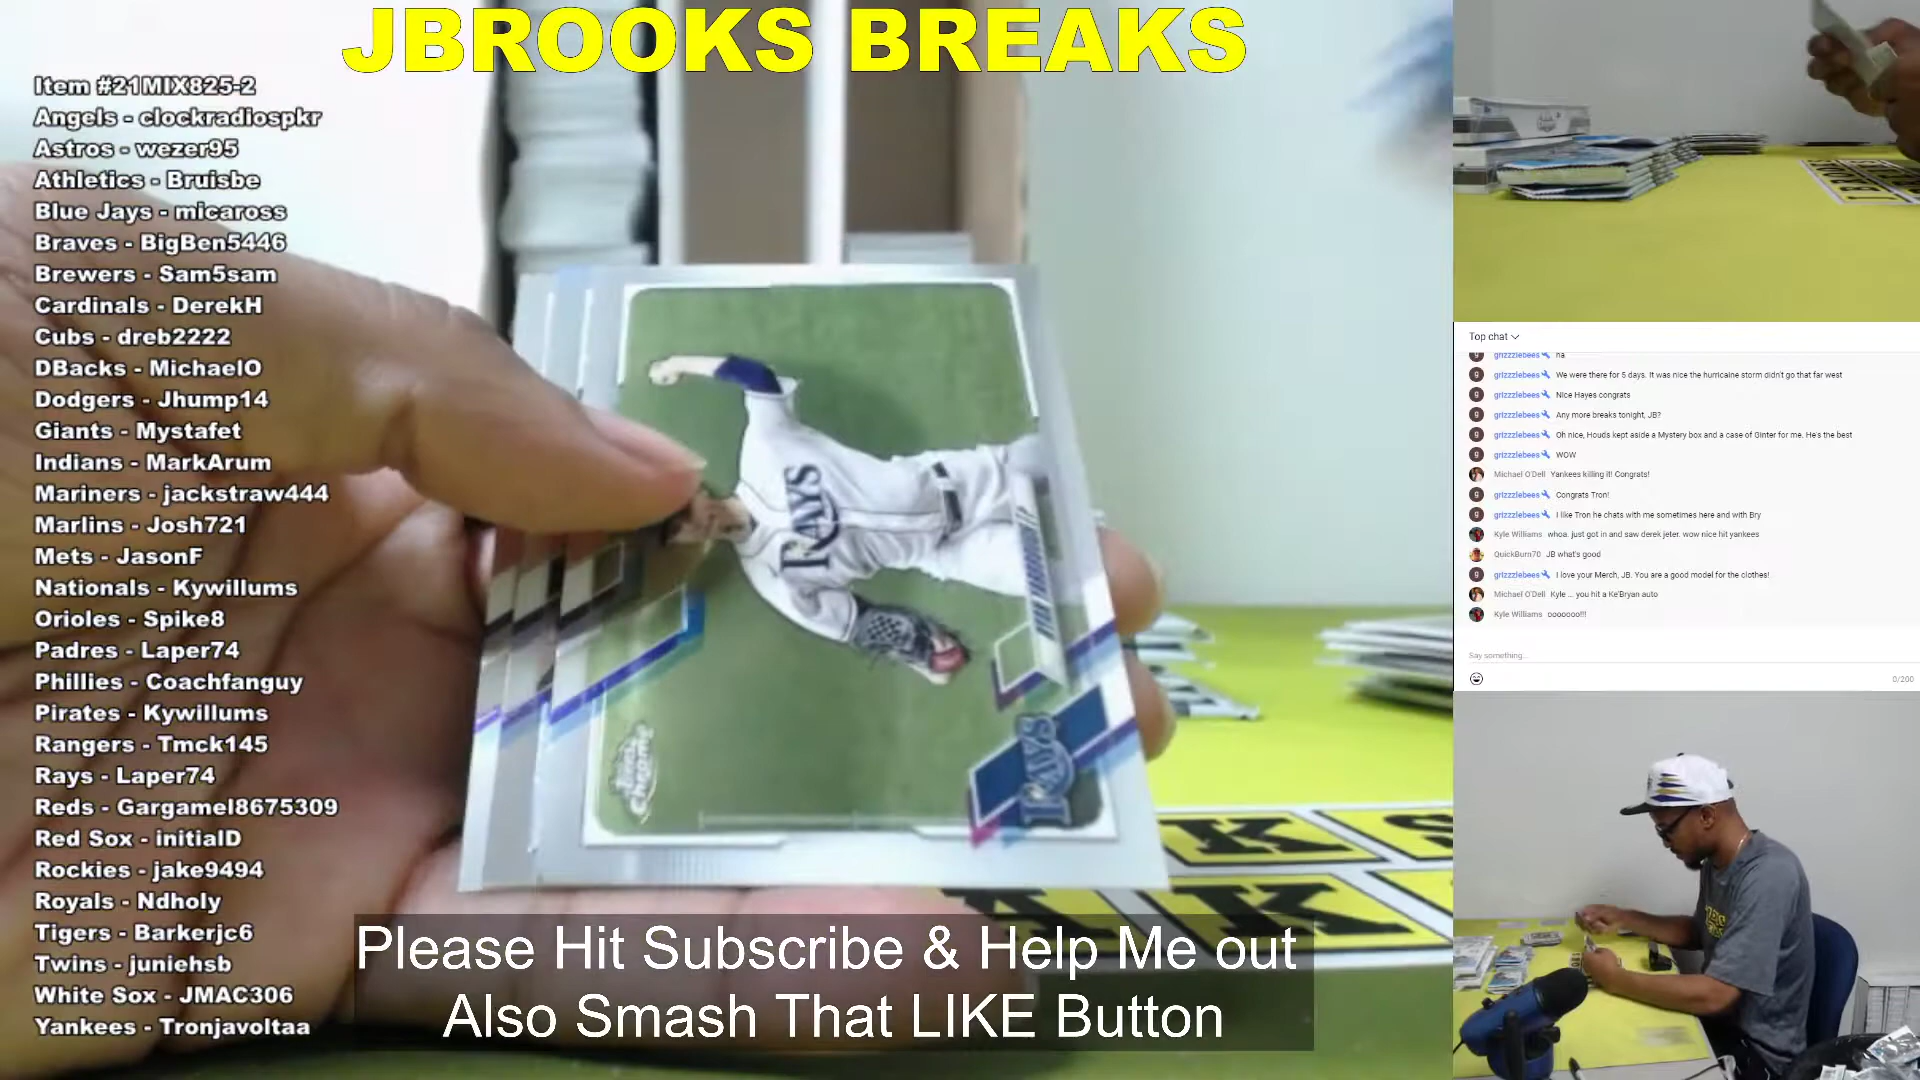 JBROOKS BREAKS
Item #21MIX825-2
Angels - clockradiospkr
Astros - wezer95
Athletics - Bruisbe
Blue Jays - micaross
Braves - BigBen5446
Brewers - Sam5sam
Cardinals - DerekH
Cubs - dreb2222
DBacks - MichaelO
Dodgers - Jhump14
Giants - Mystafet
Indians - MarkArum
Mariners - jackstraw444
Marlins - Josh721
Mets - JasonF
Nationals - Kywillums
Orioles - Spike8
Padres - Laper74
Phillies - Coachfanguy
Pirates - Kywillums
Rangers - Tmck145
Rays - Laper74
Reds - Gargamel8675309
Red Sox - initialD
Rockies - jake9494
Royals - Ndholy
Tigers - Barkerjc6
Twins - juniehsb
White Sox - JMAC306
Yankees - Tronjavoltaa
RAYS
Topps Chrome
RAYS
Please Hit Subscribe & Help Me out
Also Smash That LIKE Button
Top chat
grizzzlebees ha
grizzzlebees We were there for 5 days. It was nice the hurricaine storm didn't go that far west
grizzzlebees Nice Hayes congrats
grizzzlebees Any more breaks tonight, JB?
grizzzlebees Oh nice, Houds kept aside a Mystery box and a case of Ginter for me. He's the best
grizzzlebees WOW
Michael O'Dell Yankees killing it! Congrats!
grizzzlebees Congrats Tron!
grizzzlebees I like Tron he chats with me sometimes here and with Bry
Kyle Williams whoa. just got in and saw derek jeter. wow nice hit yankees
QuickBurn70 JB what's good
grizzzlebees I love your Merch, JB. You are a good model for the clothes!
Michael O'Dell Kyle ... you hit a Ke'Bryan auto
Kyle Williams ooooooo!!!
Say something...
0/200